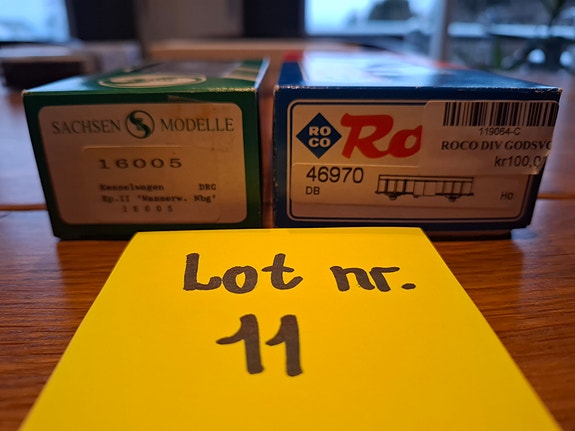 SACHSEN S MODELLE
16005
Kesselwagen DRG
Ep.II 'Wasserw. Nbg'
16005
ROCO
Ro
46970
DB
H0
119064-C
ROCO DIV GODSVO
kr100,0
Lot nr.
11